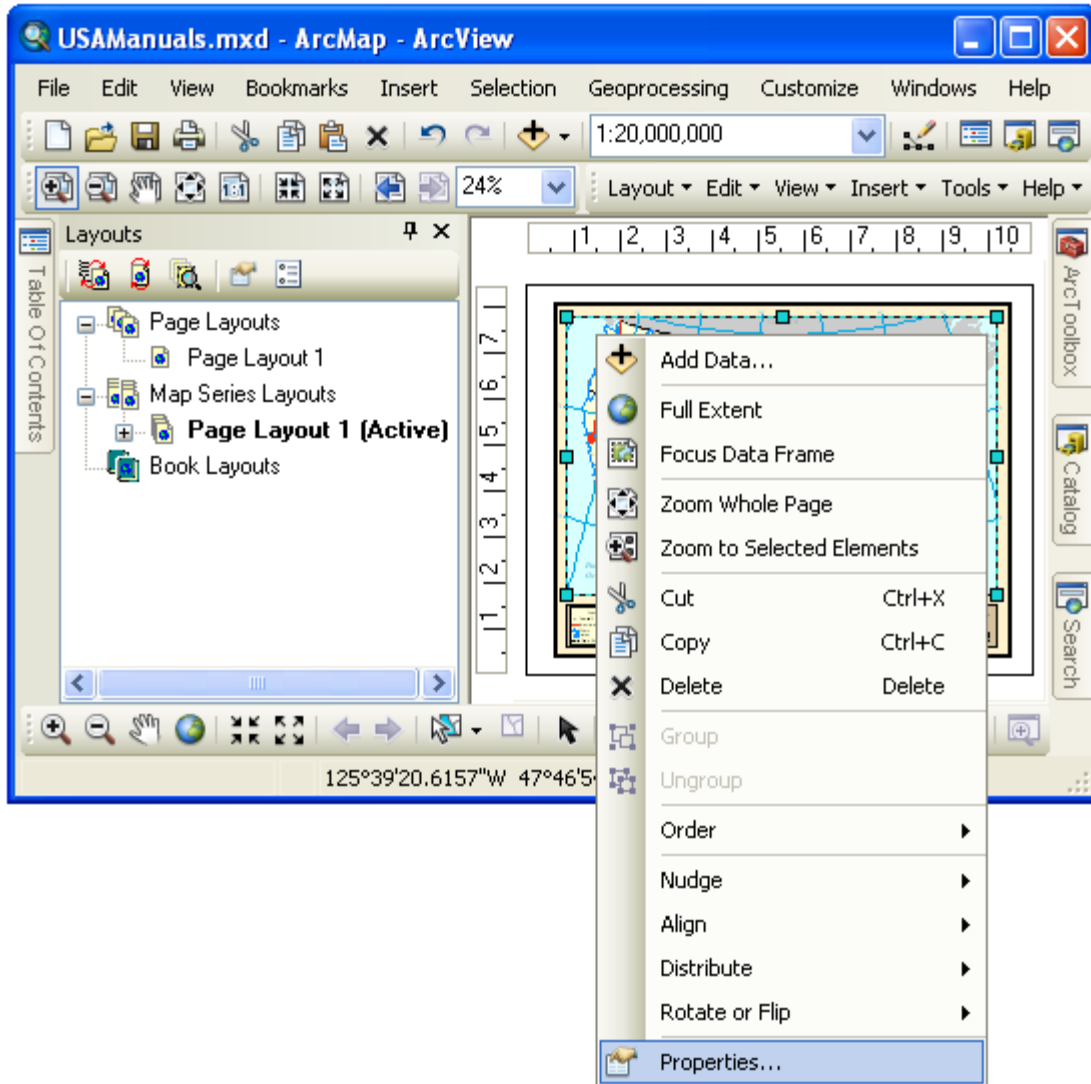 USAManuals.mxd - ArcMap - ArcView
File Edit View Bookmarks Insert Selection Geoprocessing Customize Windows Help
1:20,000,000
1:1 24% Layout Edit View Insert Tools Help
Layouts
Table Of Contents
Page Layouts
Page Layout 1
Map Series Layouts
Page Layout 1 (Active)
Book Layouts
1 2 3 4 5 6 7 8 9 10
7 6 5 4 3 2 1
ArcToolbox
Catalog
Search
Add Data...
Full Extent
Focus Data Frame
Zoom Whole Page
Zoom to Selected Elements
Cut Ctrl+X
Copy Ctrl+C
Delete Delete
Group
Ungroup
Order
Nudge
Align
Distribute
Rotate or Flip
Properties...
125°39'20.6157"W 47°46'5